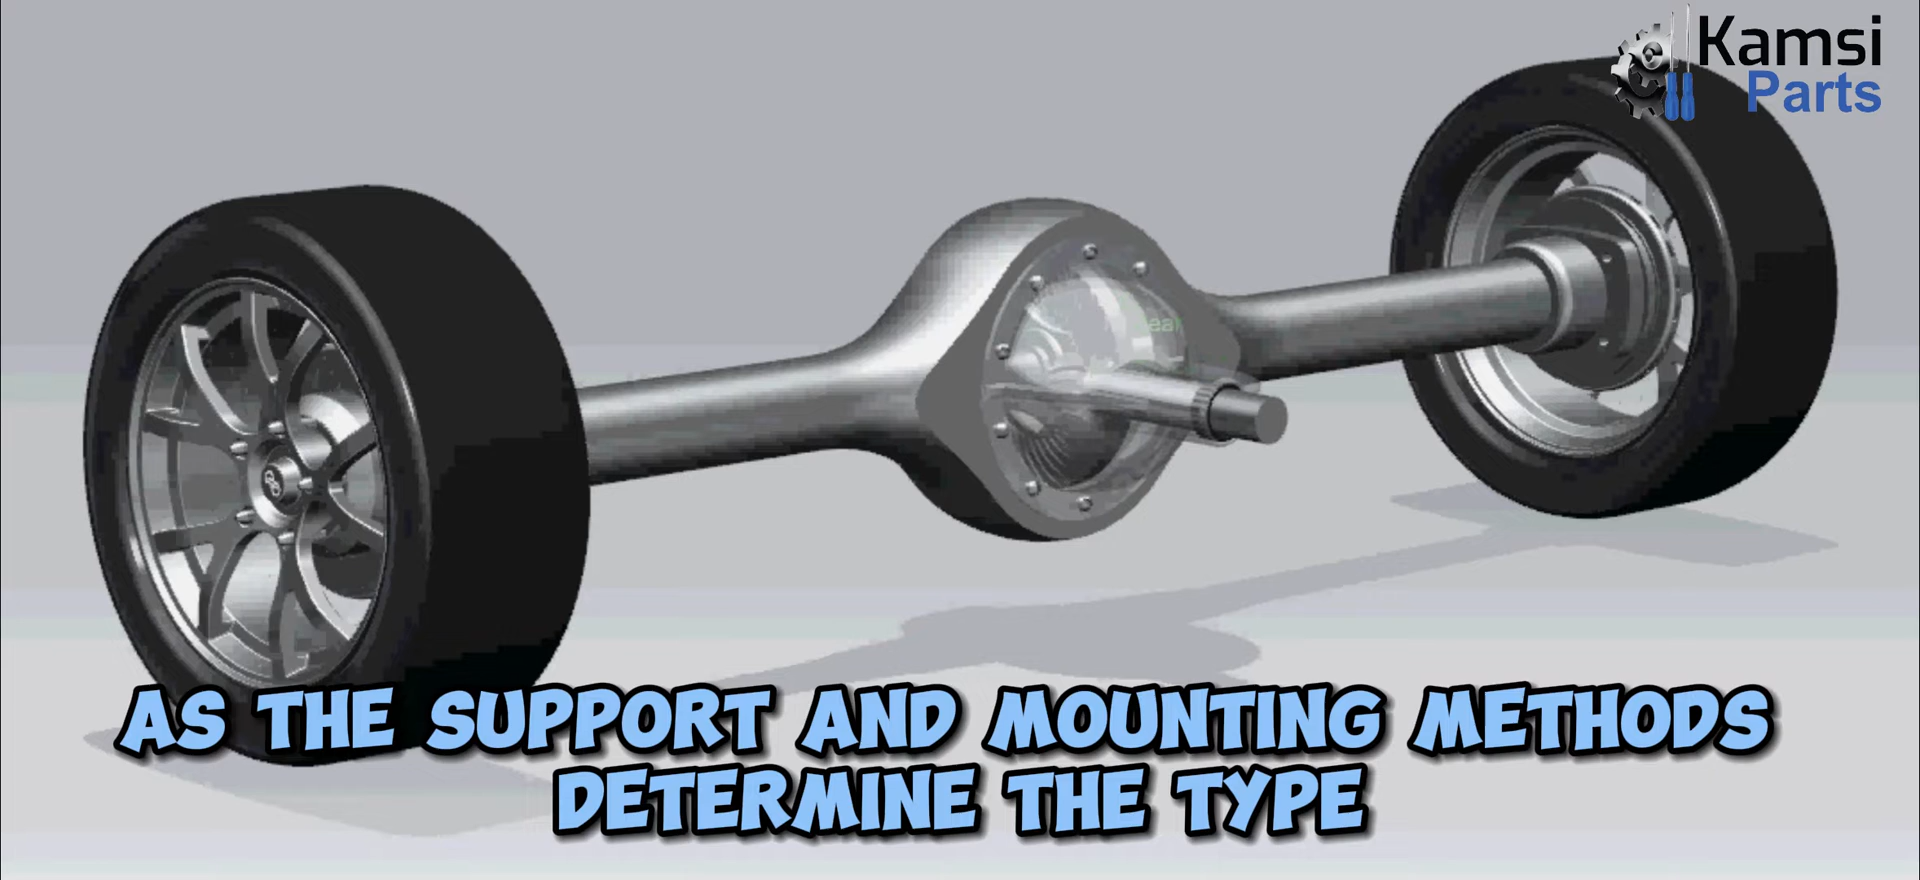 Kamsi
Parts
AS THE SUPPORT AND MOUNTING METHODS
DETERMINE THE TYPE